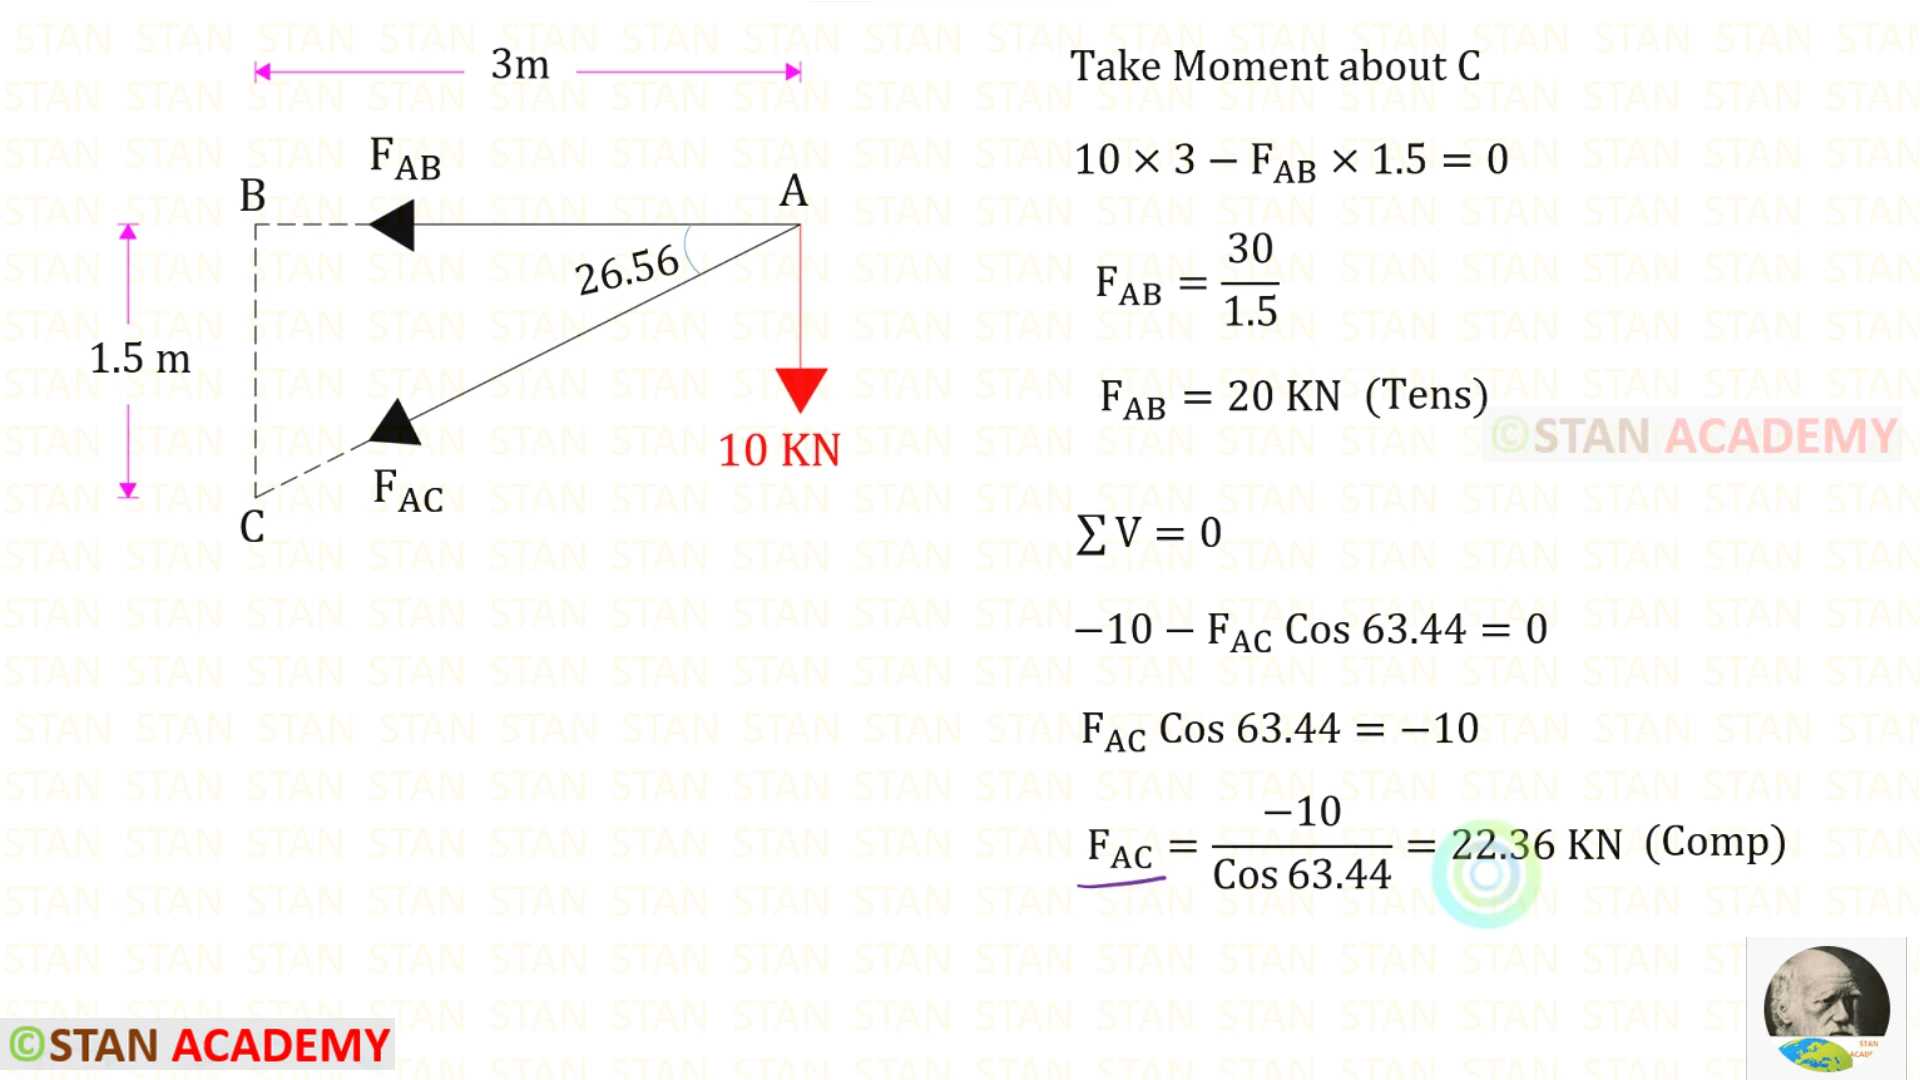 3m
Take Moment about C
F_AB
10 × 3 − F_AB × 1.5 = 0
B
A
26.56
F_AB = 30/1.5
1.5 m
F_AB = 20 KN (Tens)
©STAN ACADEMY
10 KN
F_AC
C
∑ V = 0
−10 − F_AC Cos 63.44 = 0
F_AC Cos 63.44 = −10
F_AC = −10/Cos 63.44 = 22.36 KN (Comp)
©STAN ACADEMY
STAN
ACADE